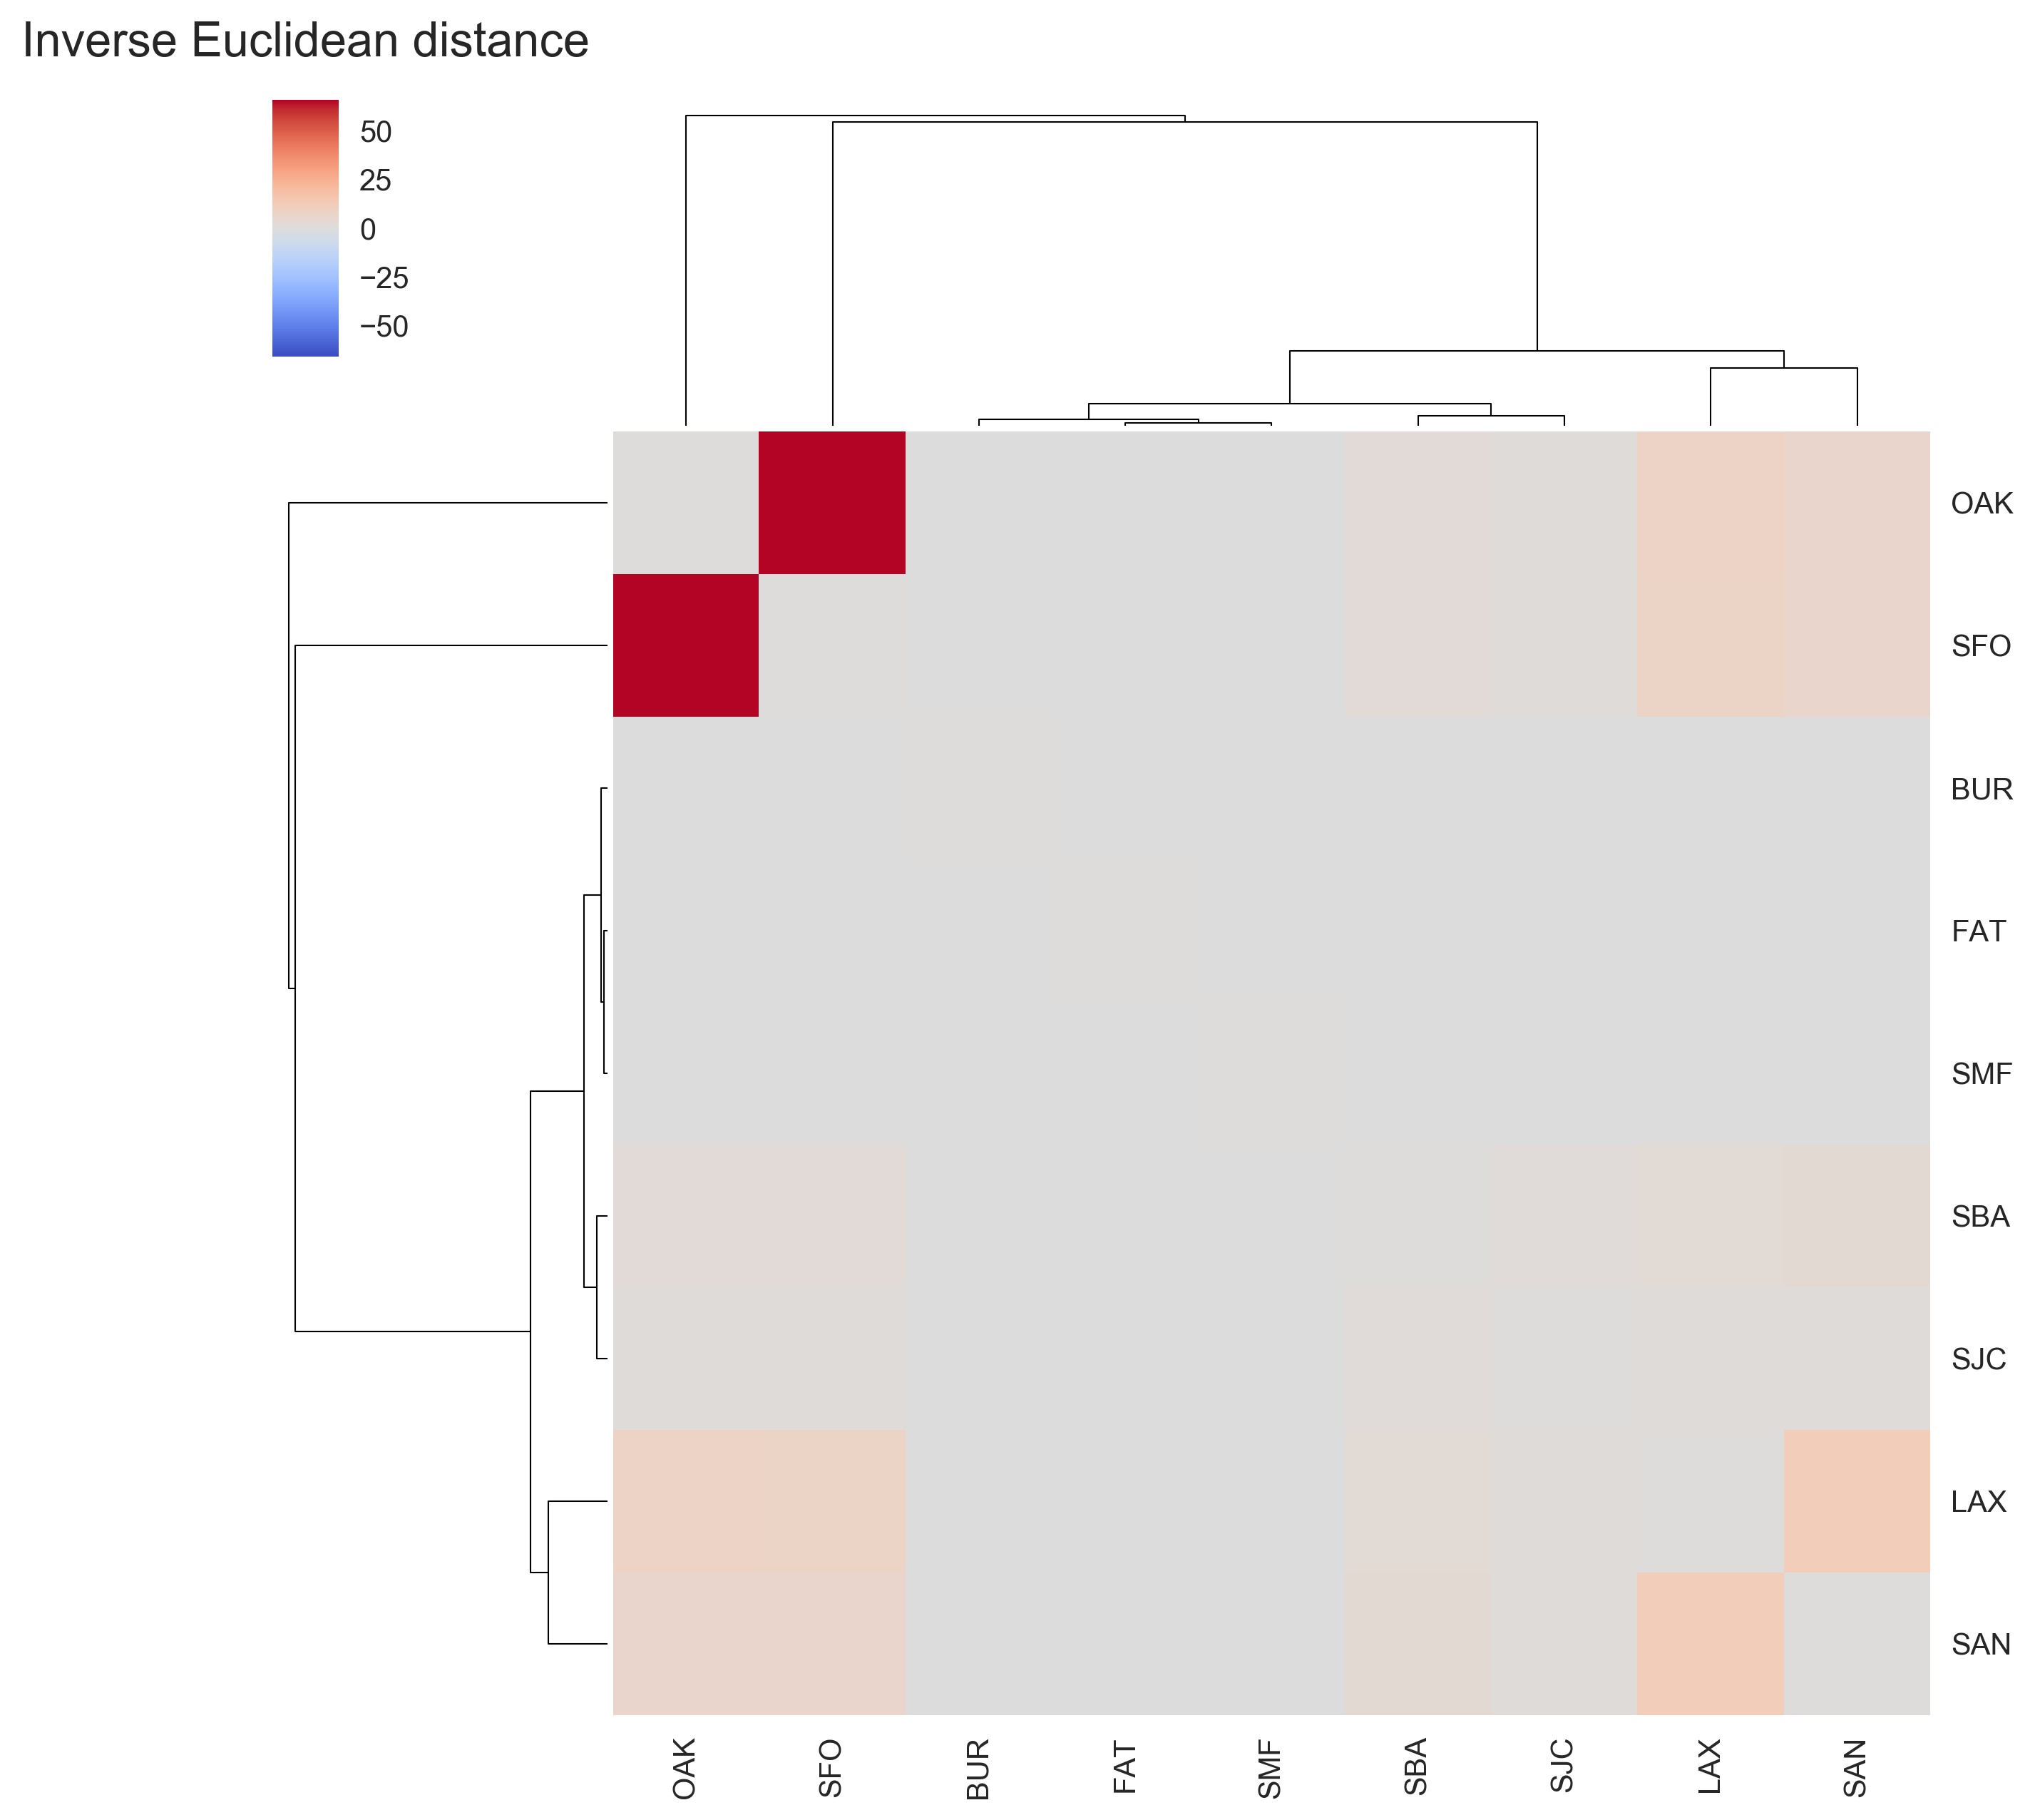 Inverse Euclidean distance
50
25
0
−25
−50
OAK
SFO
BUR
FAT
SMF
SBA
SJC
LAX
SAN
OAK
SFO
BUR
FAT
SMF
SBA
SJC
LAX
SAN